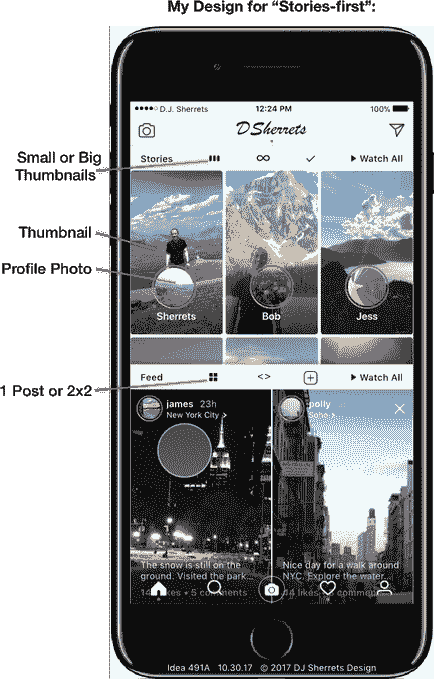 My Design for “Stories-first”:
D.J. Sherrets 12:24 PM 100%
DSherrets
Small or Big
Thumbnails
Stories ▶ Watch All
Thumbnail
Profile Photo
Sherrets Bob Jess
1 Post or 2x2
Feed <> ▶ Watch All
james 23h
New York City >
polly
Soho >
The snow is still on the
ground. Visited the park...
Nice day for a walk around
NYC. Explore the water...
likes • 5 comments
44 likes
Idea 491A 10.30.17 © 2017 DJ Sherrets Design